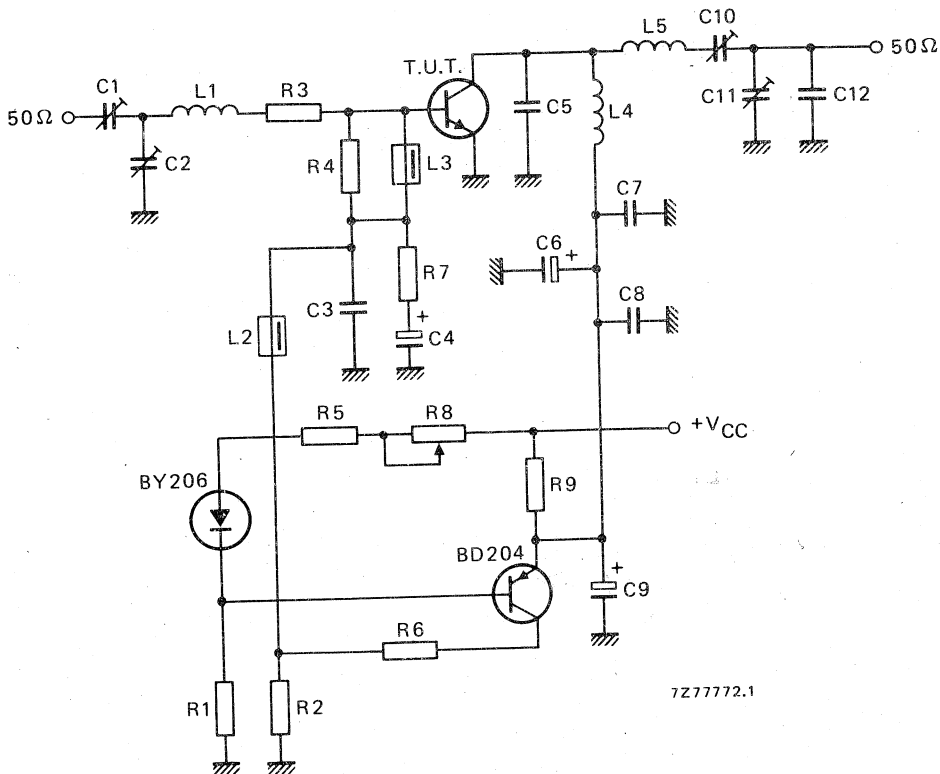 C10
L5
50Ω
T.U.T.
C1
L1
R3
C11
C12
50Ω
C5
L4
C2
R4
L3
C7
C6
+
R7
C8
C3
+
L2
C4
R5
R8
+VCC
BY206
R9
BD204
+
C9
R6
7Z77772.1
R1
R2